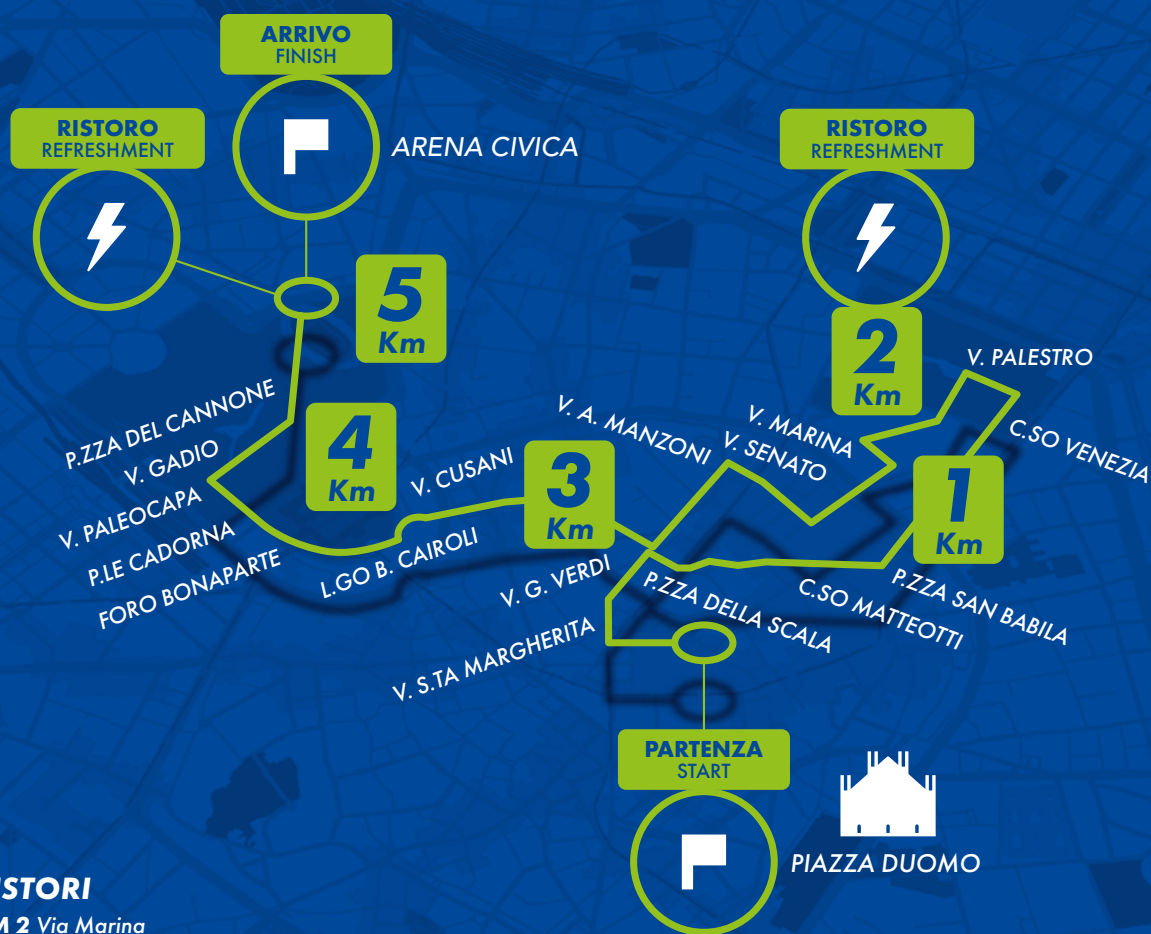 ARRIVO
FINISH
ARENA CIVICA
RISTORO
REFRESHMENT
RISTORO
REFRESHMENT
5
Km
2
Km
V. PALESTRO
C.SO VENEZIA
V. MARINA
V. SENATO
V. A. MANZONI
P.ZZA DEL CANNONE
V. GADIO
V. PALEOCAPA
P.LE CADORNA
FORO BONAPARTE
4
Km
V. CUSANI
3
Km
1
Km
L.GO B. CAIROLI
V. G. VERDI
P.ZZA DELLA SCALA
C.SO MATTEOTTI
P.ZZA SAN BABILA
V. S.TA MARGHERITA
PARTENZA
START
PIAZZA DUOMO
2 Via Marina